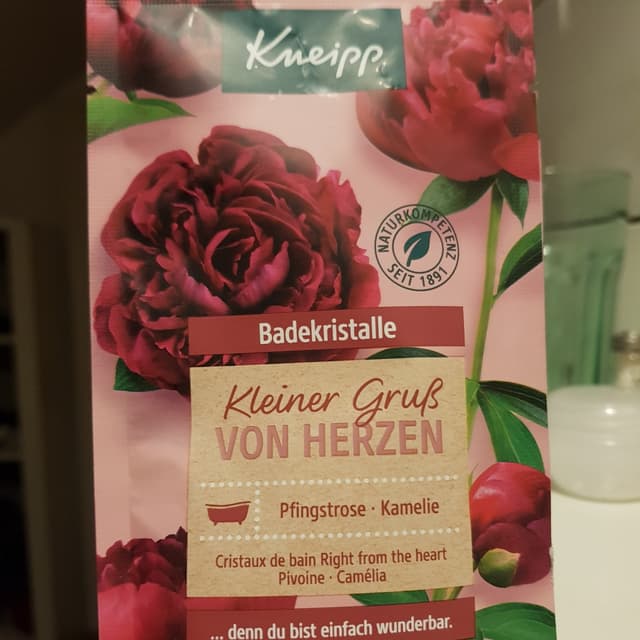 Kneipp
NATURKOMPETENZ
SEIT 1891
Badekristalle
Kleiner Gruß
VON HERZEN
Pfingstrose · Kamelie
Cristaux de bain Right from the heart
Pivoine · Camélia
... denn du bist einfach wunderbar.